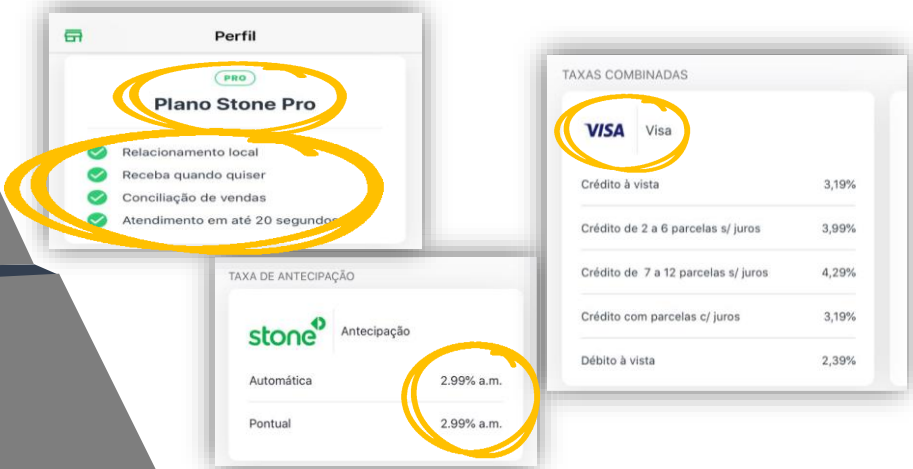 Perfil
PRO
Plano Stone Pro
Relacionamento local
Receba quando quiser
Conciliação de vendas
Atendimento em até 20 segundos
TAXA DE ANTECIPAÇÃO
stone Antecipação
Automática 2.99% a.m.
Pontual 2.99% a.m.
TAXAS COMBINADAS
VISA Visa
Crédito à vista 3,19%
Crédito de 2 a 6 parcelas s/ juros 3,99%
Crédito de 7 a 12 parcelas s/ juros 4,29%
Crédito com parcelas c/ juros 3,19%
Débito à vista 2,39%